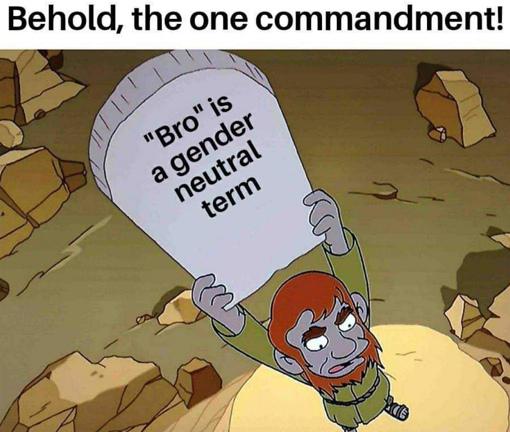 Behold, the one commandment!
"Bro" is
a gender
neutral
term